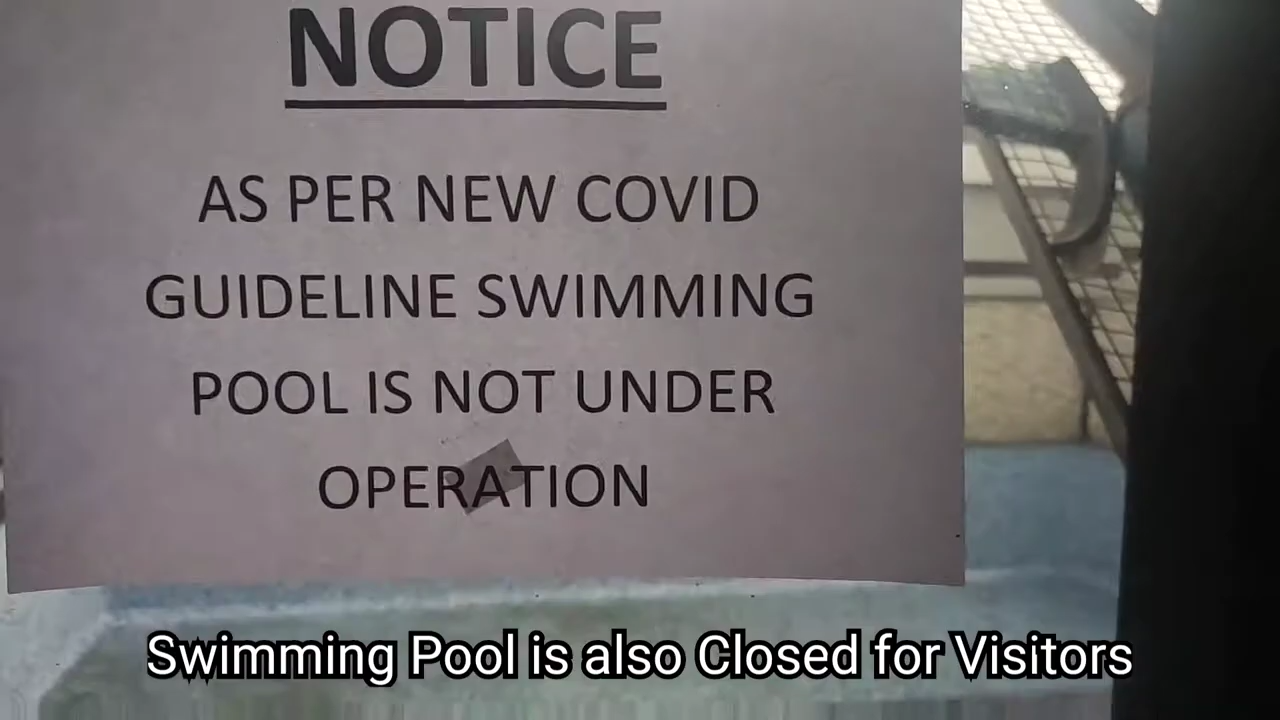 NOTICE
AS PER NEW COVID
GUIDELINE SWIMMING
POOL IS NOT UNDER
OPERATION
Swimming Pool is also Closed for Visitors